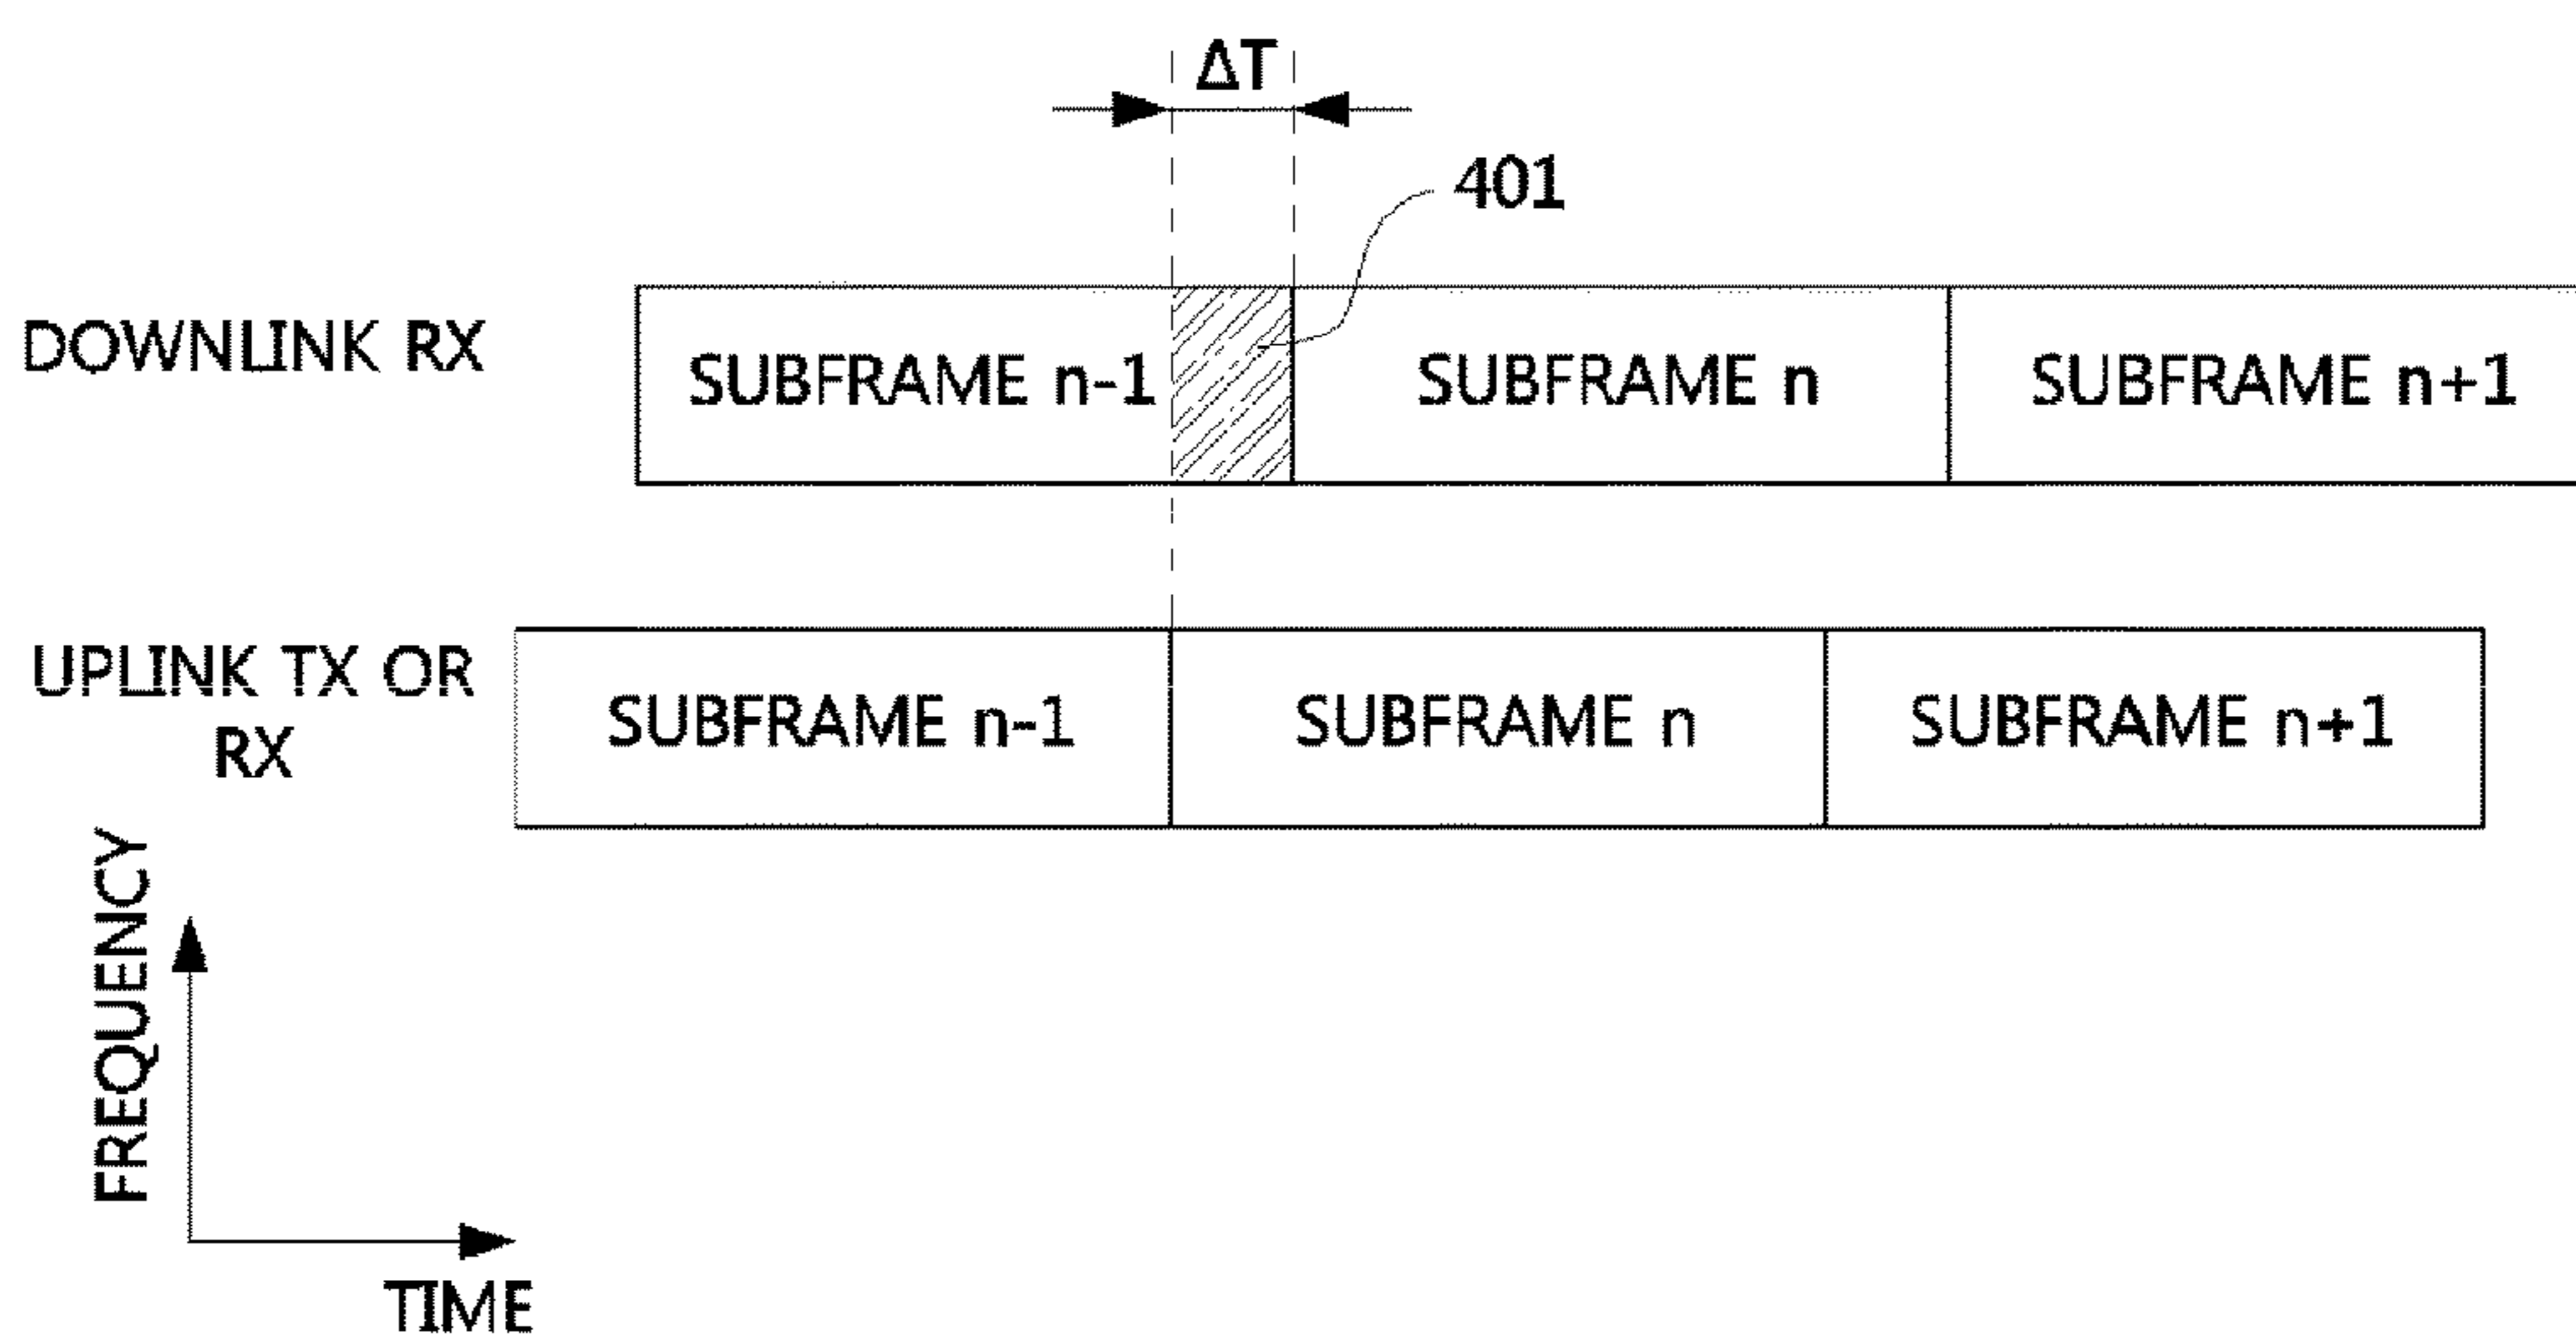 ΔT
401
DOWNLINK RX
SUBFRAME n-1
SUBFRAME n
SUBFRAME n+1
UPLINK TX OR
RX
SUBFRAME n-1
SUBFRAME n
SUBFRAME n+1
FREQUENCY
TIME